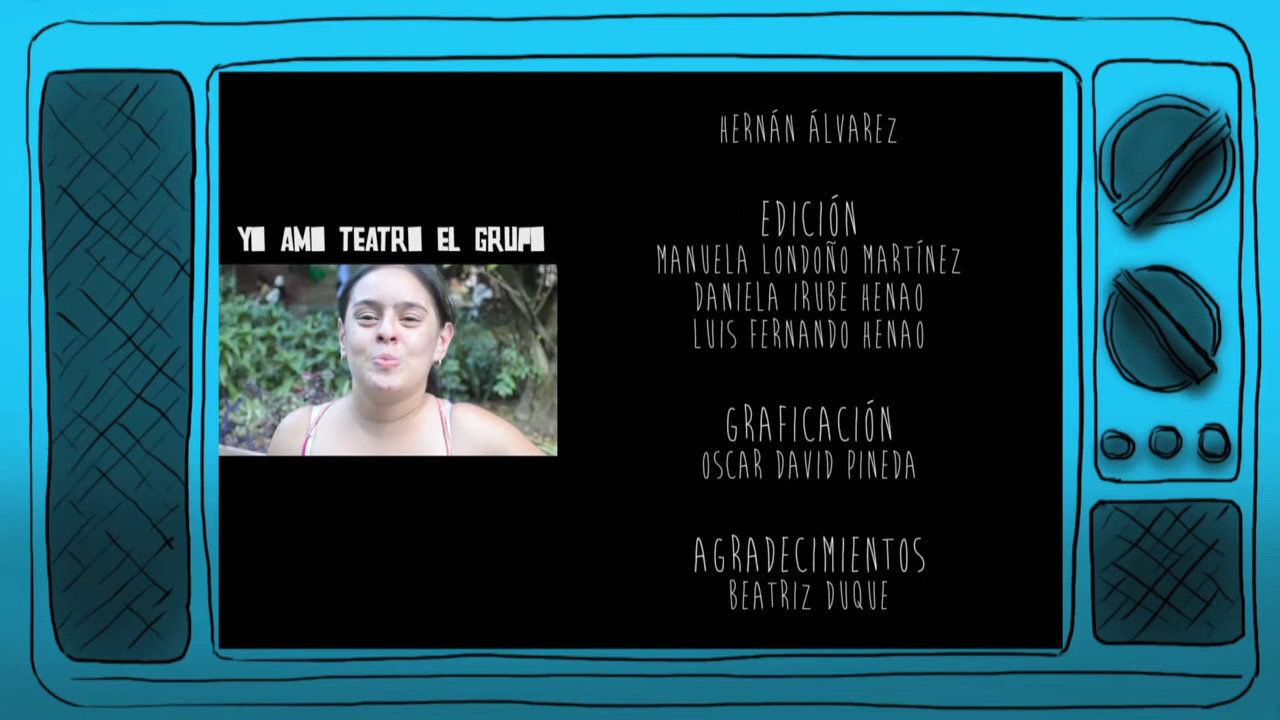 YO AMO TEATRO EL GRUPO
HERNÁN ÁLVAREZ
EDICIÓN
MANUELA LONDOÑO MARTÍNEZ
DANIELA IRUBE HENAO
LUIS FERNANDO HENAO
GRAFICACIÓN
OSCAR DAVID PINEDA
AGRADECIMIENTOS
BEATRIZ DUQUE